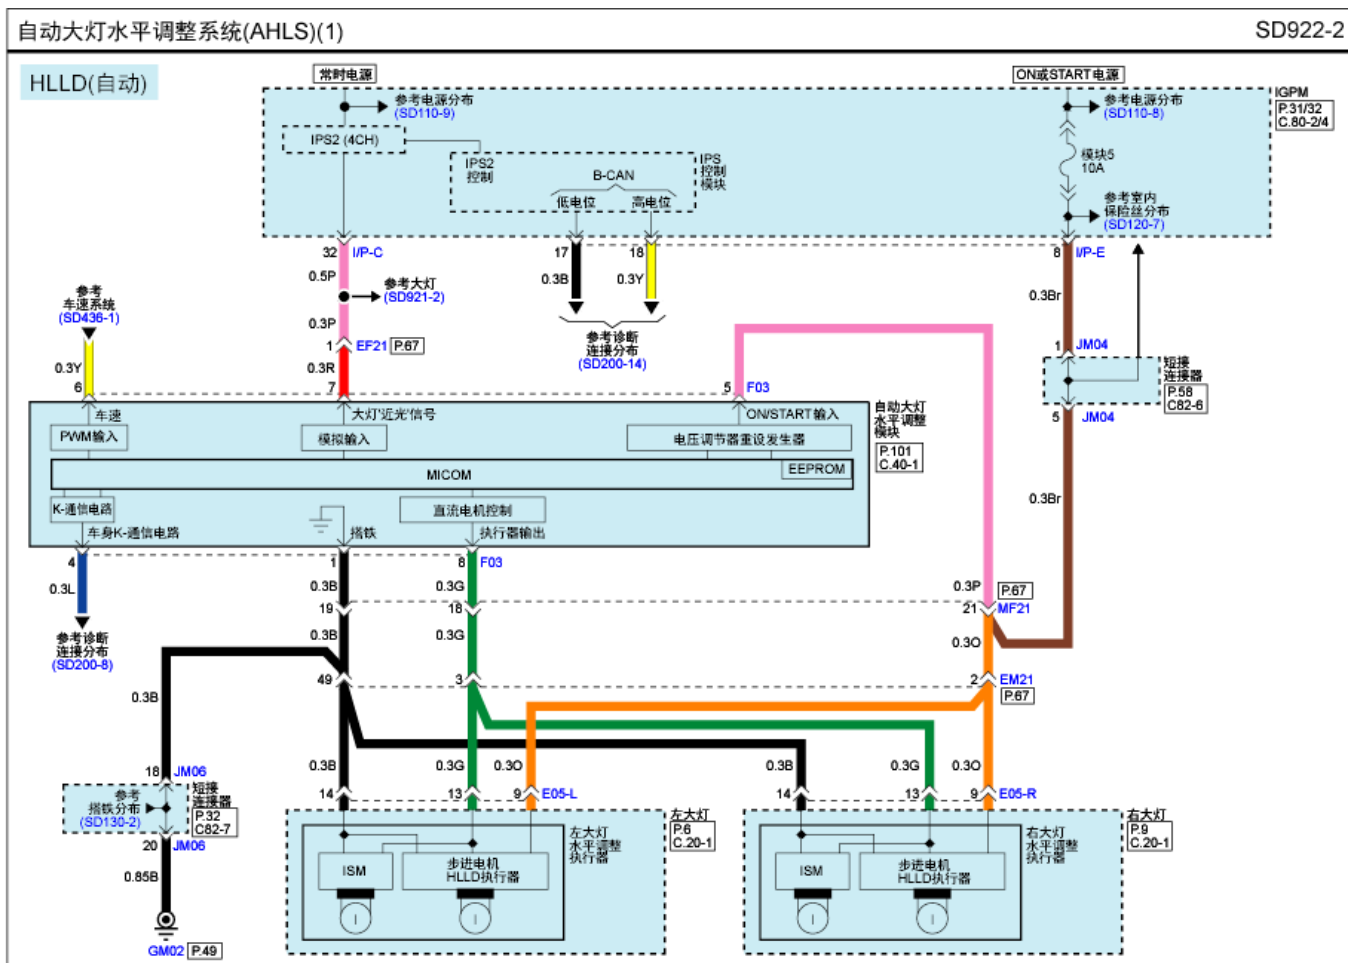 自动大灯水平调整系统(AHLS)(1)
SD922-2
HLLD(自动)
常时电源
ON或START电源
IGPM
P.31/32
C.80-2/4
参考电源分布
(SD110-9)
参考电源分布
(SD110-8)
IPS2 (4CH)
IPS2
控制
B-CAN
低电位
高电位
IPS
控制
模块
模块5
10A
参考室内
保险丝分布
(SD120-7)
32
I/P-C
17
18
8
I/P-E
0.5P
0.3B
0.3Y
0.3Br
参考大灯
(SD921-2)
参考
车速系统
(SD436-1)
0.3P
1
EF21
P.67
参考诊断
连接分布
(SD200-14)
1
JM04
短接
连接器
P.58
C82-6
5
JM04
0.3Y
0.3R
6
7
5
F03
车速
大灯'近光'信号
ON/START 输入
自动大灯
水平调整
模块
P.101
C.40-1
PWM输入
模拟输入
电压调节器重设发生器
MICOM
EEPROM
K-通信电路
直流电机控制
车身K-通信电路
搭铁
执行器输出
0.3Br
4
1
8
F03
0.3L
0.3B
0.3G
0.3P
P.67
19
18
21
MF21
参考诊断
连接分布
(SD200-8)
0.3B
0.3G
0.3O
49
3
2
EM21
P.67
0.3B
0.3B
0.3G
0.3O
0.3B
0.3G
0.3O
18
JM06
14
13
9
E05-L
14
13
9
E05-R
参考
搭铁分布
(SD130-2)
短接
连接器
P.32
C82-7
20
JM06
0.85B
GM02
P.49
左大灯
P.6
C.20-1
左大灯
水平调整
执行器
ISM
步进电机
HLLD执行器
I
I
右大灯
P.9
C.20-1
右大灯
水平调整
执行器
ISM
步进电机
HLLD执行器
I
I